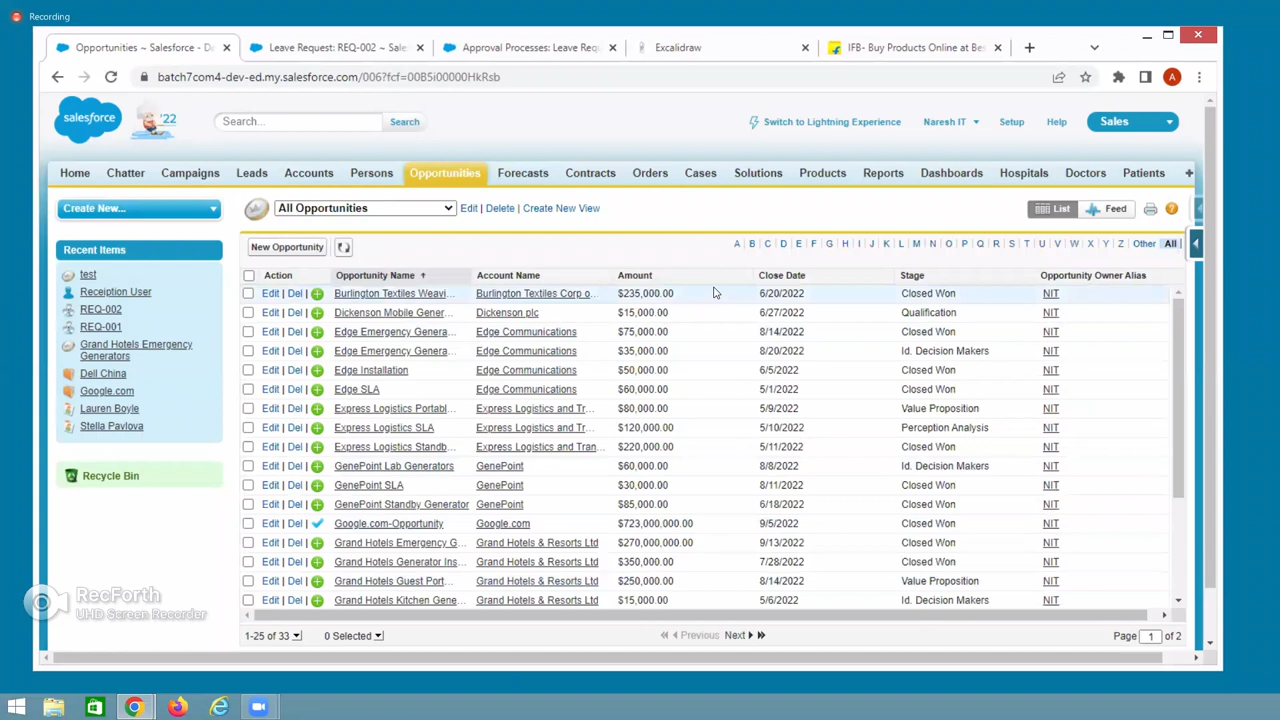 Recording
Opportunities ~ Salesforce - De
Leave Request: REQ-002 ~ Sale
Approval Processes: Leave Req
Excalidraw
IFB- Buy Products Online at Bes
batch7com4-dev-ed.my.salesforce.com/006?fcf=00B5i00000HkRsb
A
salesforce
'22
Search...
Search
Switch to Lightning Experience
Naresh IT
Setup
Help
Sales
Home Chatter Campaigns Leads Accounts Persons Opportunities Forecasts Contracts Orders Cases Solutions Products Reports Dashboards Hospitals Doctors Patients +
Create New...
All Opportunities
Edit | Delete | Create New View
List Feed
Recent Items
test
Receiption User
REQ-002
REQ-001
Grand Hotels Emergency
Generators
Dell China
Google.com
Lauren Boyle
Stella Pavlova
Recycle Bin
New Opportunity
A | B | C | D | E | F | G | H | I | J | K | L | M | N | O | P | Q | R | S | T | U | V | W | X | Y | Z | Other | All
Action Opportunity Name Account Name Amount Close Date Stage Opportunity Owner Alias
Edit | Del Burlington Textiles Weavi... Burlington Textiles Corp o... $235,000.00 6/20/2022 Closed Won NIT
Edit | Del Dickenson Mobile Gener... Dickenson plc $15,000.00 6/27/2022 Qualification NIT
Edit | Del Edge Emergency Genera... Edge Communications $75,000.00 8/14/2022 Closed Won NIT
Edit | Del Edge Emergency Genera... Edge Communications $35,000.00 8/20/2022 Id. Decision Makers NIT
Edit | Del Edge Installation Edge Communications $50,000.00 6/5/2022 Closed Won NIT
Edit | Del Edge SLA Edge Communications $60,000.00 5/1/2022 Closed Won NIT
Edit | Del Express Logistics Portabl... Express Logistics and Tr... $80,000.00 5/9/2022 Value Proposition NIT
Edit | Del Express Logistics SLA Express Logistics and Tr... $120,000.00 5/10/2022 Perception Analysis NIT
Edit | Del Express Logistics Standb... Express Logistics and Tran... $220,000.00 5/11/2022 Closed Won NIT
Edit | Del GenePoint Lab Generators GenePoint $60,000.00 8/8/2022 Id. Decision Makers NIT
Edit | Del GenePoint SLA GenePoint $30,000.00 8/11/2022 Closed Won NIT
Edit | Del GenePoint Standby Generator GenePoint $85,000.00 6/18/2022 Closed Won NIT
Edit | Del Google.com-Opportunity Google.com $723,000,000.00 9/5/2022 Closed Won NIT
Edit | Del Grand Hotels Emergency G... Grand Hotels & Resorts Ltd $270,000,000.00 9/13/2022 Closed Won NIT
Edit | Del Grand Hotels Generator Ins... Grand Hotels & Resorts Ltd $350,000.00 7/28/2022 Closed Won NIT
Edit | Del Grand Hotels Guest Port... Grand Hotels & Resorts Ltd $250,000.00 8/14/2022 Value Proposition NIT
Edit | Del Grand Hotels Kitchen Gene... Grand Hotels & Resorts Ltd $15,000.00 5/6/2022 Id. Decision Makers NIT
RecForth
UHD Screen Recorder
1-25 of 33
0 Selected
Previous Next
Page 1 of 2